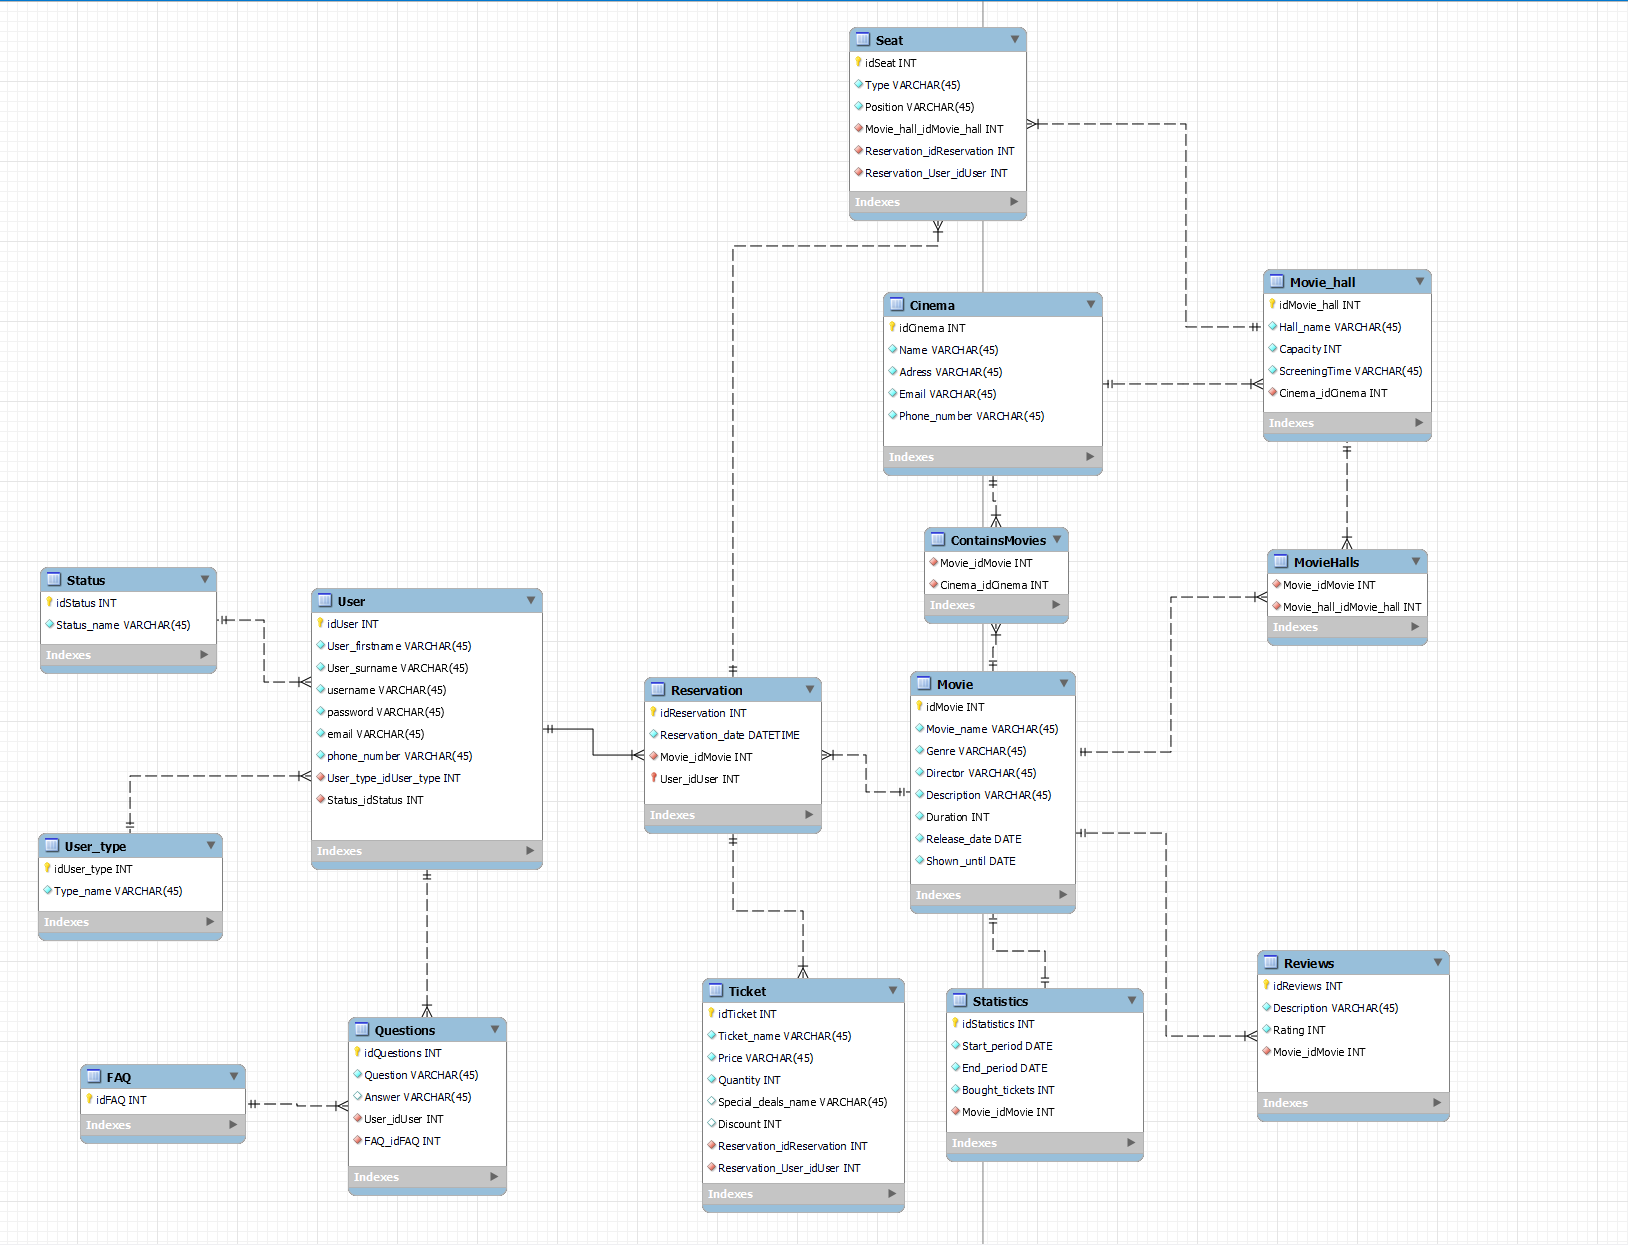 Seat
idSeat INT
Type VARCHAR(45)
Position VARCHAR(45)
Movie_hall_idMovie_hall INT
Reservation_idReservation INT
Reservation_User_idUser INT
Indexes
Cinema
idCinema INT
Name VARCHAR(45)
Adress VARCHAR(45)
Email VARCHAR(45)
Phone_number VARCHAR(45)
Indexes
Movie_hall
idMovie_hall INT
Hall_name VARCHAR(45)
Capacity INT
ScreeningTime VARCHAR(45)
Cinema_idCinema INT
Indexes
ContainsMovies
Movie_idMovie INT
Cinema_idCinema INT
Indexes
MovieHalls
Movie_idMovie INT
Movie_hall_idMovie_hall INT
Indexes
Status
idStatus INT
Status_name VARCHAR(45)
Indexes
User
idUser INT
User_firstname VARCHAR(45)
User_surname VARCHAR(45)
username VARCHAR(45)
password VARCHAR(45)
email VARCHAR(45)
phone_number VARCHAR(45)
User_type_idUser_type INT
Status_idStatus INT
Indexes
Reservation
idReservation INT
Reservation_date DATETIME
Movie_idMovie INT
User_idUser INT
Indexes
Movie
idMovie INT
Movie_name VARCHAR(45)
Genre VARCHAR(45)
Director VARCHAR(45)
Description VARCHAR(45)
Duration INT
Release_date DATE
Shown_until DATE
Indexes
User_type
idUser_type INT
Type_name VARCHAR(45)
Indexes
Questions
idQuestions INT
Question VARCHAR(45)
Answer VARCHAR(45)
User_idUser INT
FAQ_idFAQ INT
Indexes
FAQ
idFAQ INT
Indexes
Ticket
idTicket INT
Ticket_name VARCHAR(45)
Price VARCHAR(45)
Quantity INT
Special_deals_name VARCHAR(45)
Discount INT
Reservation_idReservation INT
Reservation_User_idUser INT
Indexes
Statistics
idStatistics INT
Start_period DATE
End_period DATE
Bought_tickets INT
Movie_idMovie INT
Indexes
Reviews
idReviews INT
Description VARCHAR(45)
Rating INT
Movie_idMovie INT
Indexes